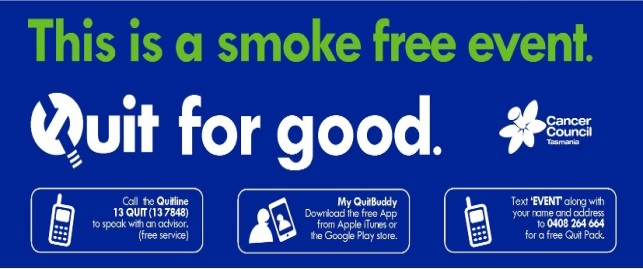 This is a smoke free event.
Quit for good.
Cancer
Council
Tasmania
Call the Quitline
13 QUIT (13 7848)
to speak with an advisor.
(free service)
My QuitBuddy
Download the free App
from Apple iTunes or
the Google Play store.
Text 'EVENT' along with
your name and address
to 0408 264 664
for a free Quit Pack.